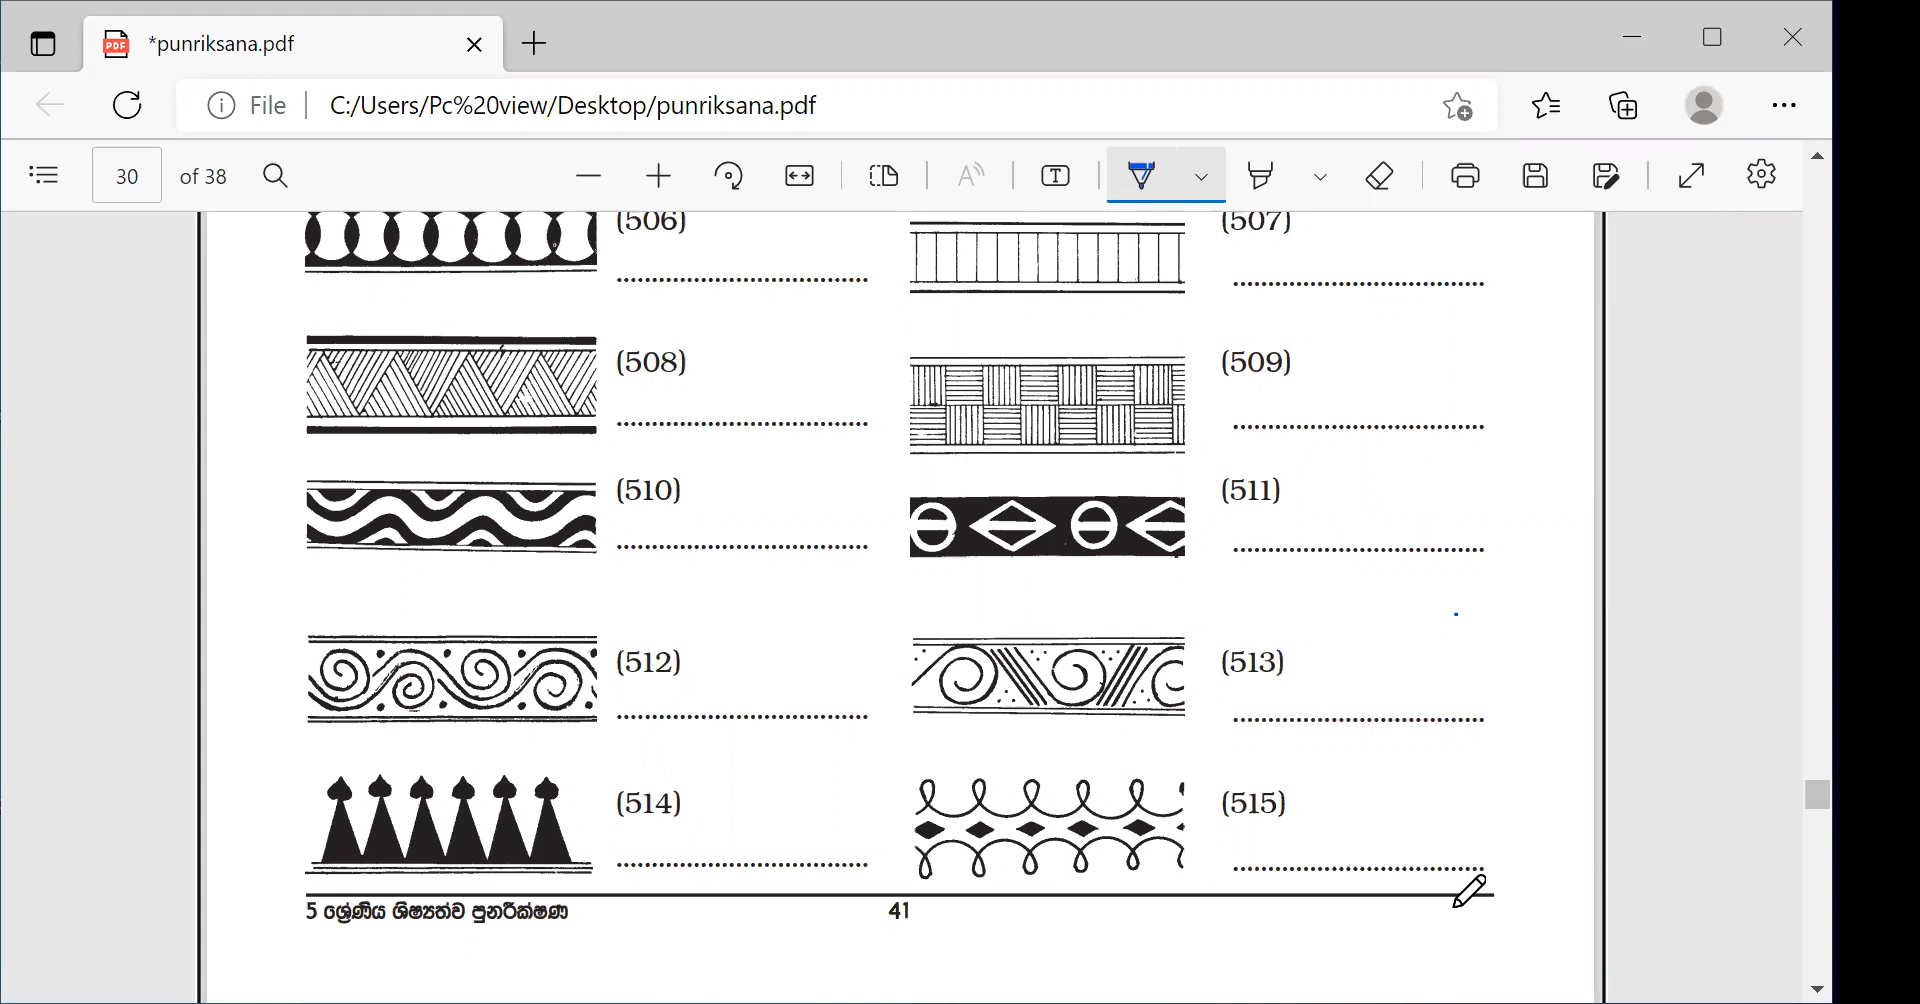 *punriksana.pdf
File C:/Users/Pc%20view/Desktop/punriksana.pdf
30 of 38
(506) (507)
(508) (509)
(510) (511)
(512) (513)
(514) (515)
5 ශ්‍රේණිය ශිෂ්‍යත්ව පුනරීක්ෂණ 41